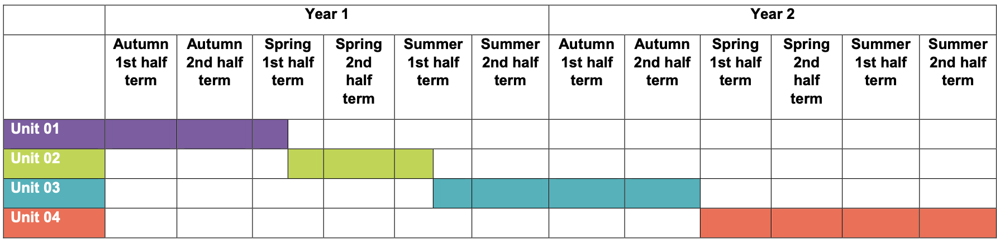 Year 1 Year 2
Autumn Autumn Spring Spring Summer Summer Autumn Autumn Spring Spring Summer Summer
1st half 2nd half 1st half 2nd 1st half 2nd half 1st half 2nd half 1st half 2nd 1st half 2nd half
term term term half term term term term term half term term
term term
Unit 01
Unit 02
Unit 03
Unit 04